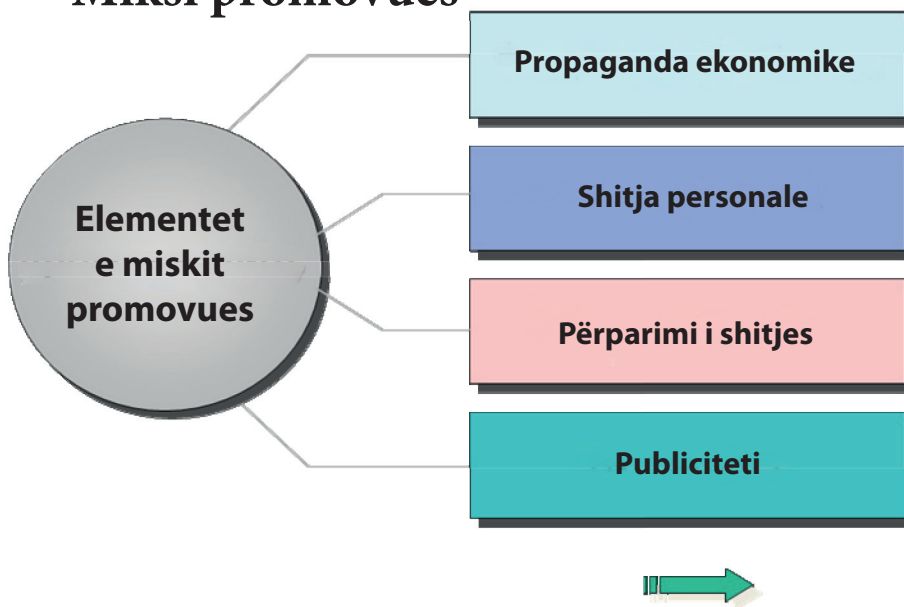 Miksi promovues
Propaganda ekonomike
Shitja personale
Elementet
e miskit
promovues
Përparimi i shitjes
Publiciteti